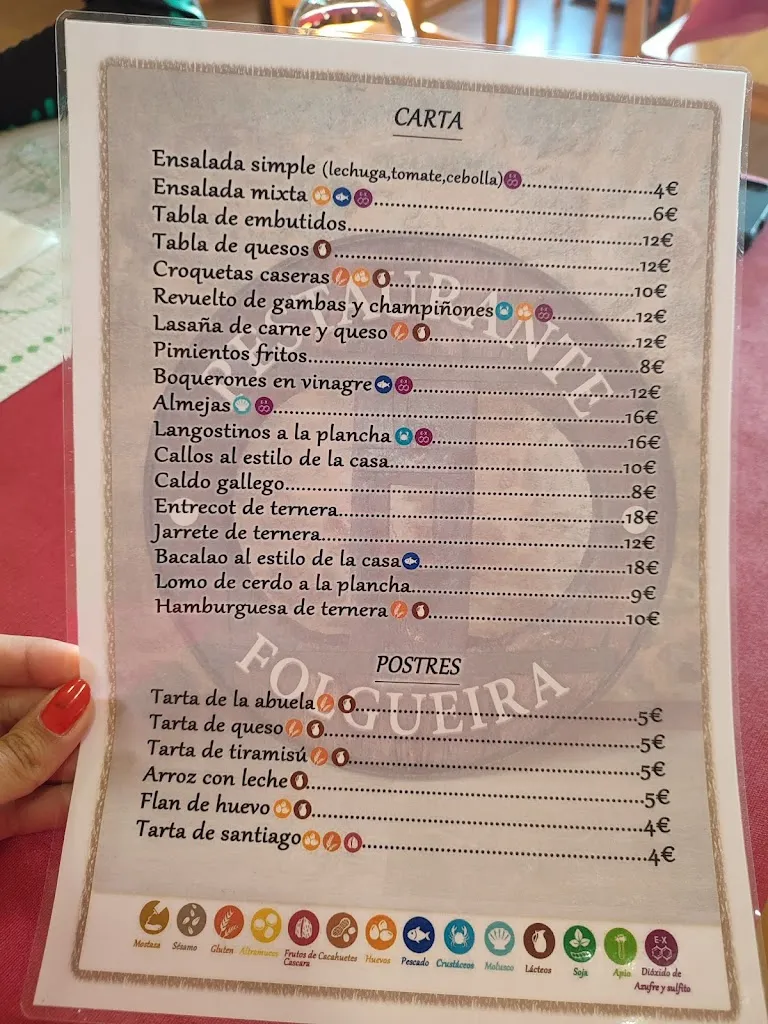 CARTA
Ensalada simple (lechuga,tomate,cebolla)..........4€
Ensalada mixta..........6€
Tabla de embutidos..........12€
Tabla de quesos..........12€
Croquetas caseras..........10€
Revuelto de gambas y champiñones..........12€
Lasaña de carne y queso..........12€
Pimientos fritos..........8€
Boquerones en vinagre..........12€
Almejas..........16€
Langostinos a la plancha..........16€
Callos al estilo de la casa..........10€
Caldo gallego..........8€
Entrecot de ternera..........18€
Jarrete de ternera..........12€
Bacalao al estilo de la casa..........18€
Lomo de cerdo a la plancha..........9€
Hamburguesa de ternera..........10€
RESTAURANTE
FOLGUEIRA
POSTRES
Tarta de la abuela..........5€
Tarta de queso..........5€
Tarta de tiramisú..........5€
Arroz con leche..........5€
Flan de huevo..........4€
Tarta de santiago..........4€
E-X
Mostaza Sésamo Gluten Altramuces Frutos de Cacahuetes Huevos Pescado Crustáceos Molusco Lácteos Soja Apio Dióxido de
Cascara Azufre y sulfito